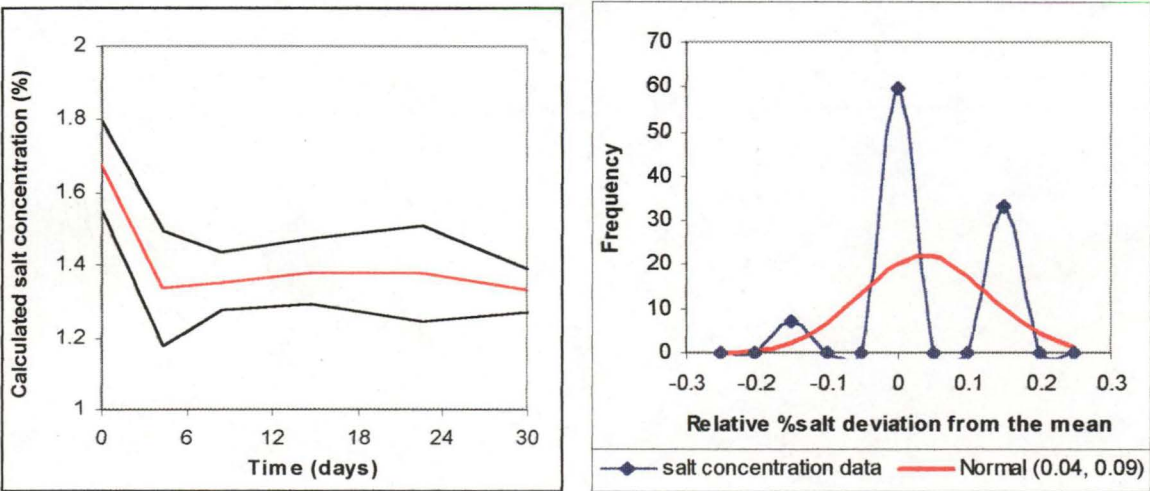 Calculated salt concentration (%)
2
1.8
1.6
1.4
1.2
1
0 6 12 18 24 30
Time (days)
Frequency
70
60
50
40
30
20
10
0
-0.3 -0.2 -0.1 0 0.1 0.2 0.3
Relative %salt deviation from the mean
salt concentration data Normal (0.04, 0.09)